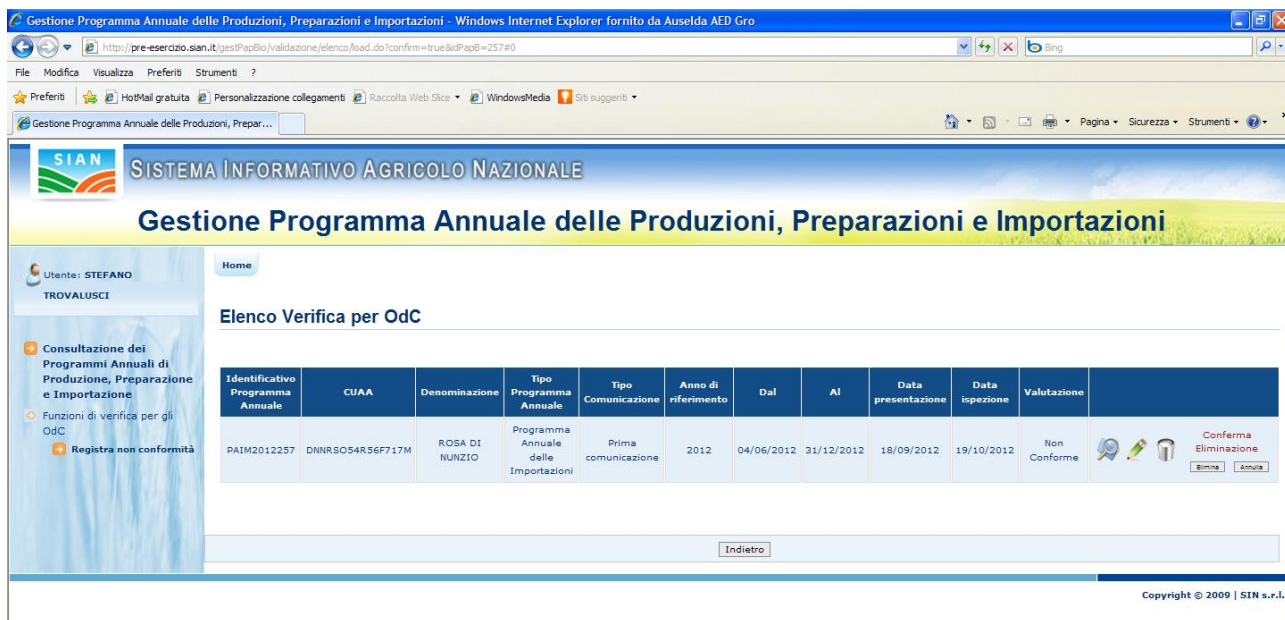 Gestione Programma Annuale delle Produzioni, Preparazioni e Importazioni - Windows Internet Explorer fornito da Auselda AED Gro
http://pre-esercizio.sian.it/gestPapBio/validazione/elenco/load.do?confirm=true&idPapB=257#0
Bing
File Modifica Visualizza Preferiti Strumenti ?
Preferiti HotMail gratuita Personalizzazione collegamenti Raccolta Web Slice WindowsMedia Siti suggeriti
Gestione Programma Annuale delle Produzioni, Prepar...
Pagina Sicurezza Strumenti
SIAN
SISTEMA INFORMATIVO AGRICOLO NAZIONALE
Gestione Programma Annuale delle Produzioni, Preparazioni e Importazioni
Utente: STEFANO
TROVALUSCI
Home
Elenco Verifica per OdC
Consultazione dei
Programmi Annuali di
Produzione, Preparazione
e Importazione
Funzioni di verifica per gli
OdC
Registra non conformità
Identificativo
Programma
Annuale
CUAA
Denominazione
Tipo
Programma
Annuale
Tipo
Comunicazione
Anno di
riferimento
Dal
Al
Data
presentazione
Data
ispezione
Valutazione
PAIM2012257
DNNRSO54R56F717M
ROSA DI
NUNZIO
Programma
Annuale
delle
Importazioni
Prima
comunicazione
2012
04/06/2012
31/12/2012
18/09/2012
19/10/2012
Non
Conforme
Conferma
Eliminazione
Elimina Annulla
Indietro
Copyright © 2009 | SIN s.r.l.